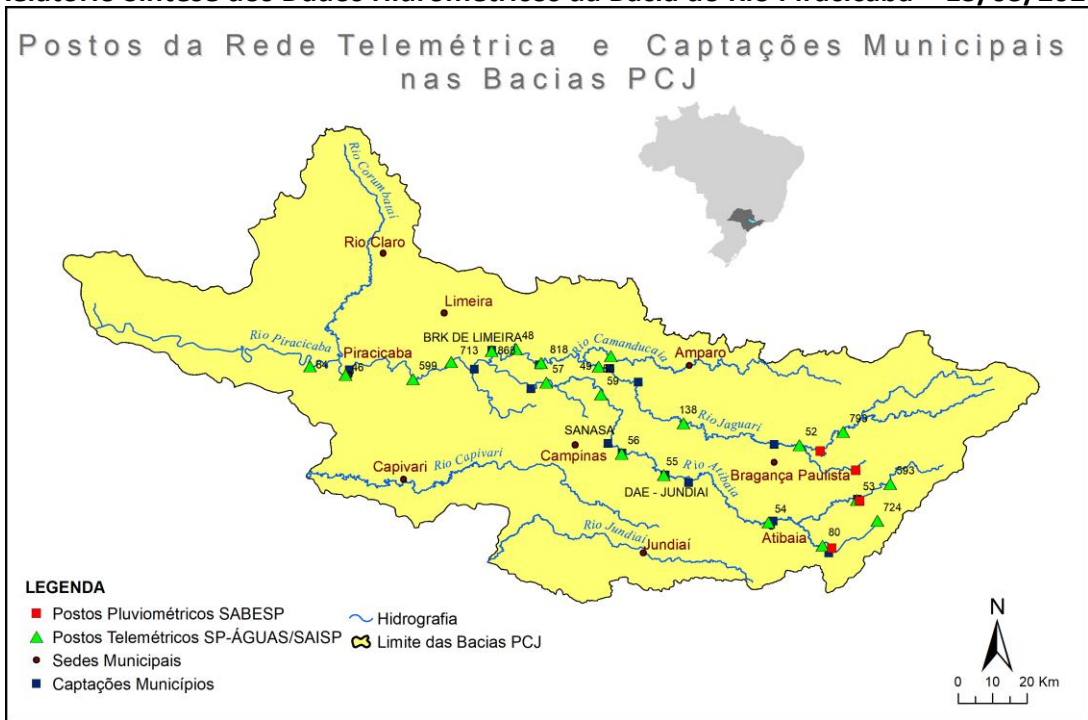 Postos da Rede Telemétrica e Captações Municipais
nas Bacias PCJ
Rio Corumbataí
Rio Claro
Limeira
BRK DE LIMEIRA
48
Rio Piracicaba
Piracicaba
713
818
Rio Camanducaia
Amparo
599
46
57
49
59
138
Rio Jaguari
52
SANASA
Campinas
56
Capivari
Rio Capivari
55
Rio Atibaia
Bragança Paulista
593
DAE - JUNDIAI
53
54
724
Atibaia
80
Rio Jundiaí
Jundiaí
LEGENDA
Postos Pluviométricos SABESP
Hidrografia
Postos Telemétricos SP-ÁGUAS/SAISP
Limite das Bacias PCJ
Sedes Municipais
Captações Municípios
N
0 10 20 Km